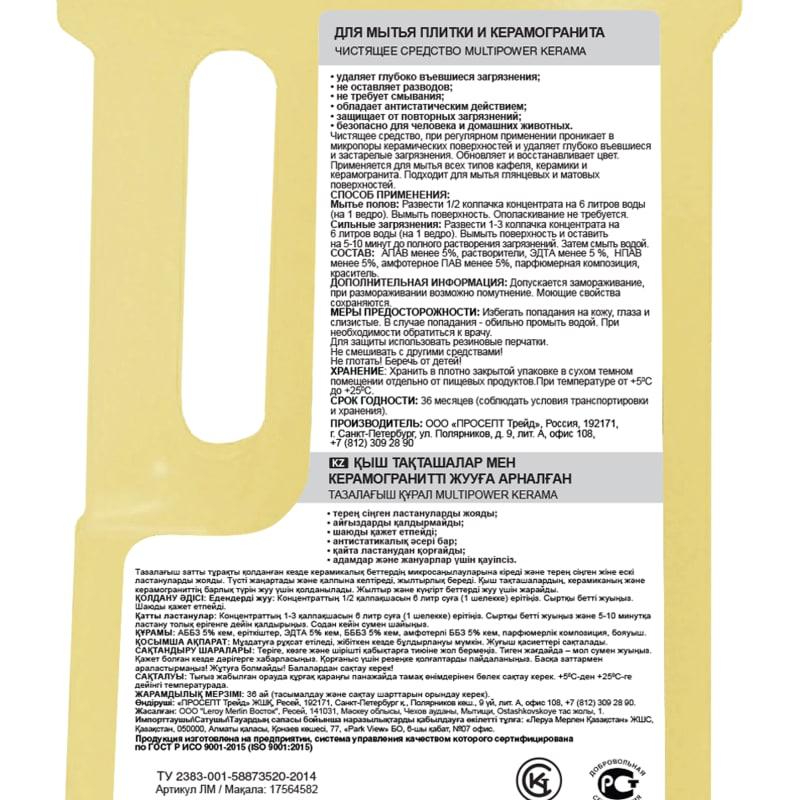 ДЛЯ МЫТЬЯ ПЛИТКИ И КЕРАМОГРАНИТА
ЧИСТЯЩЕЕ СРЕДСТВО MULTIPOWER KERAMA
• удаляет глубоко въевшиеся загрязнения;
• не оставляет разводов;
• не требует смывания;
• обладает антистатическим действием;
• защищает от повторных загрязнений;
• безопасно для человека и домашних животных.
Чистящее средство, при регулярном применении проникает в
микропоры керамических поверхностей и удаляет глубоко въевшиеся
и застарелые загрязнения. Обновляет и восстанавливает цвет.
Применяется для мытья всех типов кафеля, керамики и
керамогранита. Подходит для мытья глянцевых и матовых
поверхностей.
СПОСОБ ПРИМЕНЕНИЯ:
Мытье полов: Развести 1/2 колпачка концентрата на 6 литров воды
(на 1 ведро). Вымыть поверхность. Ополаскивание не требуется.
Сильные загрязнения: Развести 1-3 колпачка концентрата на
6 литров воды (на 1 ведро). Вымыть поверхность и оставить
на 5-10 минут до полного растворения загрязнений. Затем смыть водой.
СОСТАВ: АПАВ менее 5%, растворители, ЭДТА менее 5 %, НПАВ
менее 5%, амфотерное ПАВ менее 5%, парфюмерная композиция,
краситель.
ДОПОЛНИТЕЛЬНАЯ ИНФОРМАЦИЯ: Допускается замораживание,
при размораживании возможно помутнение. Моющие свойства
сохраняются.
МЕРЫ ПРЕДОСТОРОЖНОСТИ: Избегать попадания на кожу, глаза и
слизистые. В случае попадания - обильно промыть водой. При
необходимости обратиться к врачу.
Для защиты использовать резиновые перчатки.
Не смешивать с другими средствами!
Не глотать! Беречь от детей!
ХРАНЕНИЕ: Хранить в плотно закрытой упаковке в сухом темном
помещении отдельно от пищевых продуктов.При температуре от +5ºС
до +25ºС.
СРОК ГОДНОСТИ: 36 месяцев (соблюдать условия транспортировки
и хранения).
ПРОИЗВОДИТЕЛЬ: ООО «ПРОСЕПТ Трейд», Россия, 192171,
г. Санкт-Петербург, ул. Полярников, д. 9, лит. А, офис 108,
+7 (812) 309 28 90
KZ ҚЫШ ТАҚТАШАЛАР МЕН
КЕРАМОГРАНИТТІ ЖУУҒА АРНАЛҒАН
ТАЗАЛАҒЫШ ҚҰРАЛ MULTIPOWER KERAMA
• терең сіңген ластануларды жояды;
• айғыздарды қалдырмайды;
• шаюды қажет етпейді;
• антистатикалық әсері бар;
• қайта ластанудан қорғайды;
• адамдар және жануарлар үшін қауіпсіз.
Тазалағыш затты тұрақты қолданған кезде керамикалық беттердің микросаңылауларына кіреді және терең сіңген және ескі
ластануларды жояды. Түсті жаңартады және қалпына келтіреді, жылтырлық береді. Қыш тақташалардың, керамиканың және
керамограниттің барлық түрін жуу үшін қолданылады. Жылтыр және күңгірт беттерді жуу үшін жарайды.
ҚОЛДАНУ ӘДІСІ: Едендерді жуу: Концентраттың 1/2 қалпақшасын 6 литр суға (1 шелекке) ерітіңіз. Сыртқы бетті жуыңыз.
Шаюды қажет етпейді.
Қатты ластанулар: Концентраттың 1-3 қалпақшасын 6 литр суға (1 шелекке) ерітіңіз. Сыртқы бетті жуыңыз және 5-10 минутқа
ластану толық ерігенге дейін қалдырыңыз. Содан кейін сумен шайыңыз.
ҚҰРАМЫ: АББЗ 5% кем, еріткіштер, ЭДТА 5% кем, БББЗ 5% кем, амфотерлі ББЗ 5% кем, парфюмерлік композиция, бояуыш.
ҚОСЫМША АҚПАРАТ: Мұздатуға рұқсат етіледі, жібіткен кезде бұлдырлануы мүмкін. Жуғыш қасиеттері сақталады.
САҚТАНДЫРУ ШАРАЛАРЫ: Теріге, көзге және шірышті қабықтарға тиюіне жол бермеңіз. Тиген жағдайда – мол сумен жуыңыз.
Қажет болған кезде дәрігерге хабарласыңыз. Қорғаныс үшін резеңке қолғаптарды пайдаланыңыз. Басқа заттармен
араластырмаңыз! Жұтуға болмайды! Балалардан сақтау керек!
САҚТАЛУЫ: Тығыз жабылған орауда құрғақ қараңғы панажайда тамақ өнімдерінен бөлек сақтау керек. +5ºС-ден +25ºС-ге
дейінгі температурада.
ЖАРАМДЫЛЫҚ МЕРЗІМІ: 36 ай (тасымалдау және сақтау шарттарын орындау керек).
Өндіруші: «ПРОСЕПТ Трейд» ЖШҚ, Ресей, 192171, Санкт-Петербург қ., Полярников көш., 9 үй, лит. А, офис 108, +7 (812) 309 28 90.
Жасалған: ООО "Leroy Merlin Восток", Ресей, 141031, Мәскеу облысы, Чехов ауданы, Мытищи, Ostashkovskoye тас жолы, 1.
Импорттаушы\Сатушы\Тауардың сапасы бойынша наразылықтарды қабылдауға өкілетті тұлға: «Леруа Мерлен Қазақстан» ЖШС,
Қазақстан, 050000, Алматы қаласы, Қонаев көшесі, 77, «Park View» БО, 6-шы қабат, №07 офис.
Продукция изготовлена на предприятии, система управления качеством которого сертифицирована
по ГОСТ Р ИСО 9001-2015 (ISO 9001:2015)
ТУ 2383-001-58873520-2014
Артикул ЛМ / Мақала: 17564582
ДОБРОВОЛЬНАЯ